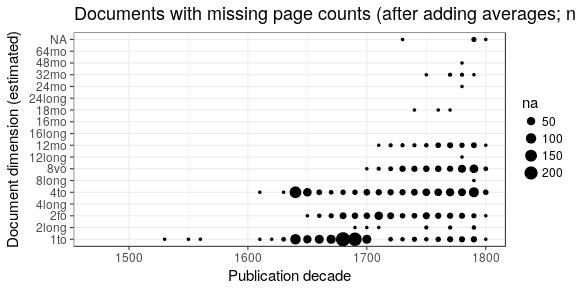 Documents with missing page counts (after adding averages; n
Document dimension (estimated)
NA
64mo
48mo
32mo
24mo
24long
18mo
16mo
16long
12mo
12long
8vo
8long
4to
4long
2fo
2long
1to
1500 1600 1700 1800
Publication decade
na
50
100
150
200